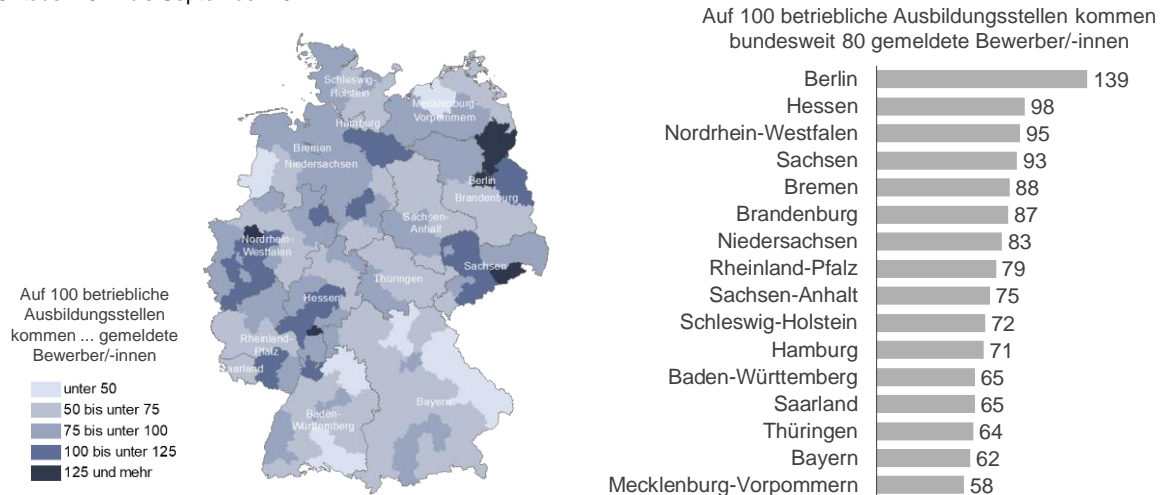 Auf 100 betriebliche Ausbildungsstellen kommen
bundesweit 80 gemeldete Bewerber/-innen
Schleswig-
Holstein
Mecklenburg-
Vorpommern
Hamburg
Bremen
Niedersachsen
Berlin
Brandenburg
Sachsen-
Anhalt
Nordrhein-
Westfalen
Sachsen
Thüringen
Hessen
Rheinland-
Pfalz
Saarland
Bayern
Baden-
Württemberg
Auf 100 betriebliche
Ausbildungsstellen
kommen ... gemeldete
Bewerber/-innen
unter 50
50 bis unter 75
75 bis unter 100
100 bis unter 125
125 und mehr
Berlin 139
Hessen 98
Nordrhein-Westfalen 95
Sachsen 93
Bremen 88
Brandenburg 87
Niedersachsen 83
Rheinland-Pfalz 79
Sachsen-Anhalt 75
Schleswig-Holstein 72
Hamburg 71
Baden-Württemberg 65
Saarland 65
Thüringen 64
Bayern 62
Mecklenburg-Vorpommern 58